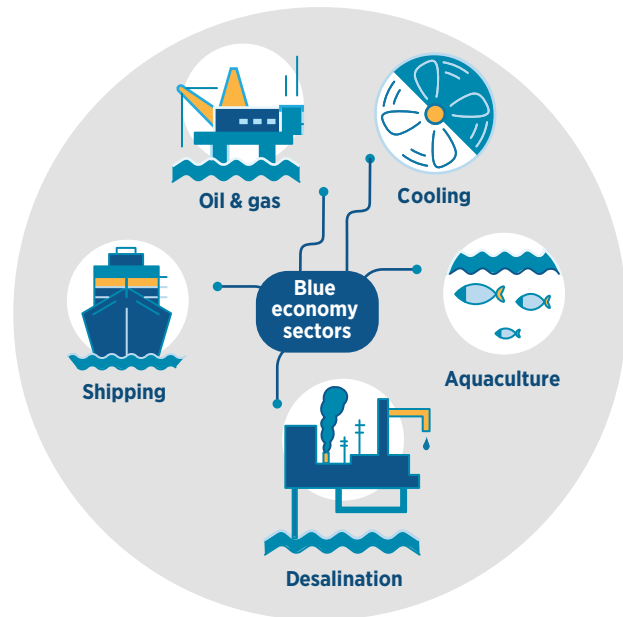 Oil & gas
Cooling
Blue
economy
sectors
Shipping
Aquaculture
Desalination